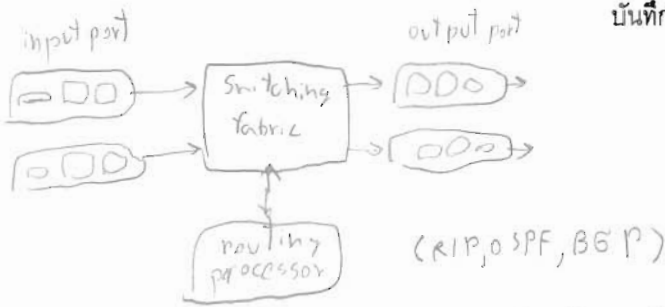 บันทึก
input port
output port
Switching
fabric
routing
processor
(RIP, OSPF, BGP)